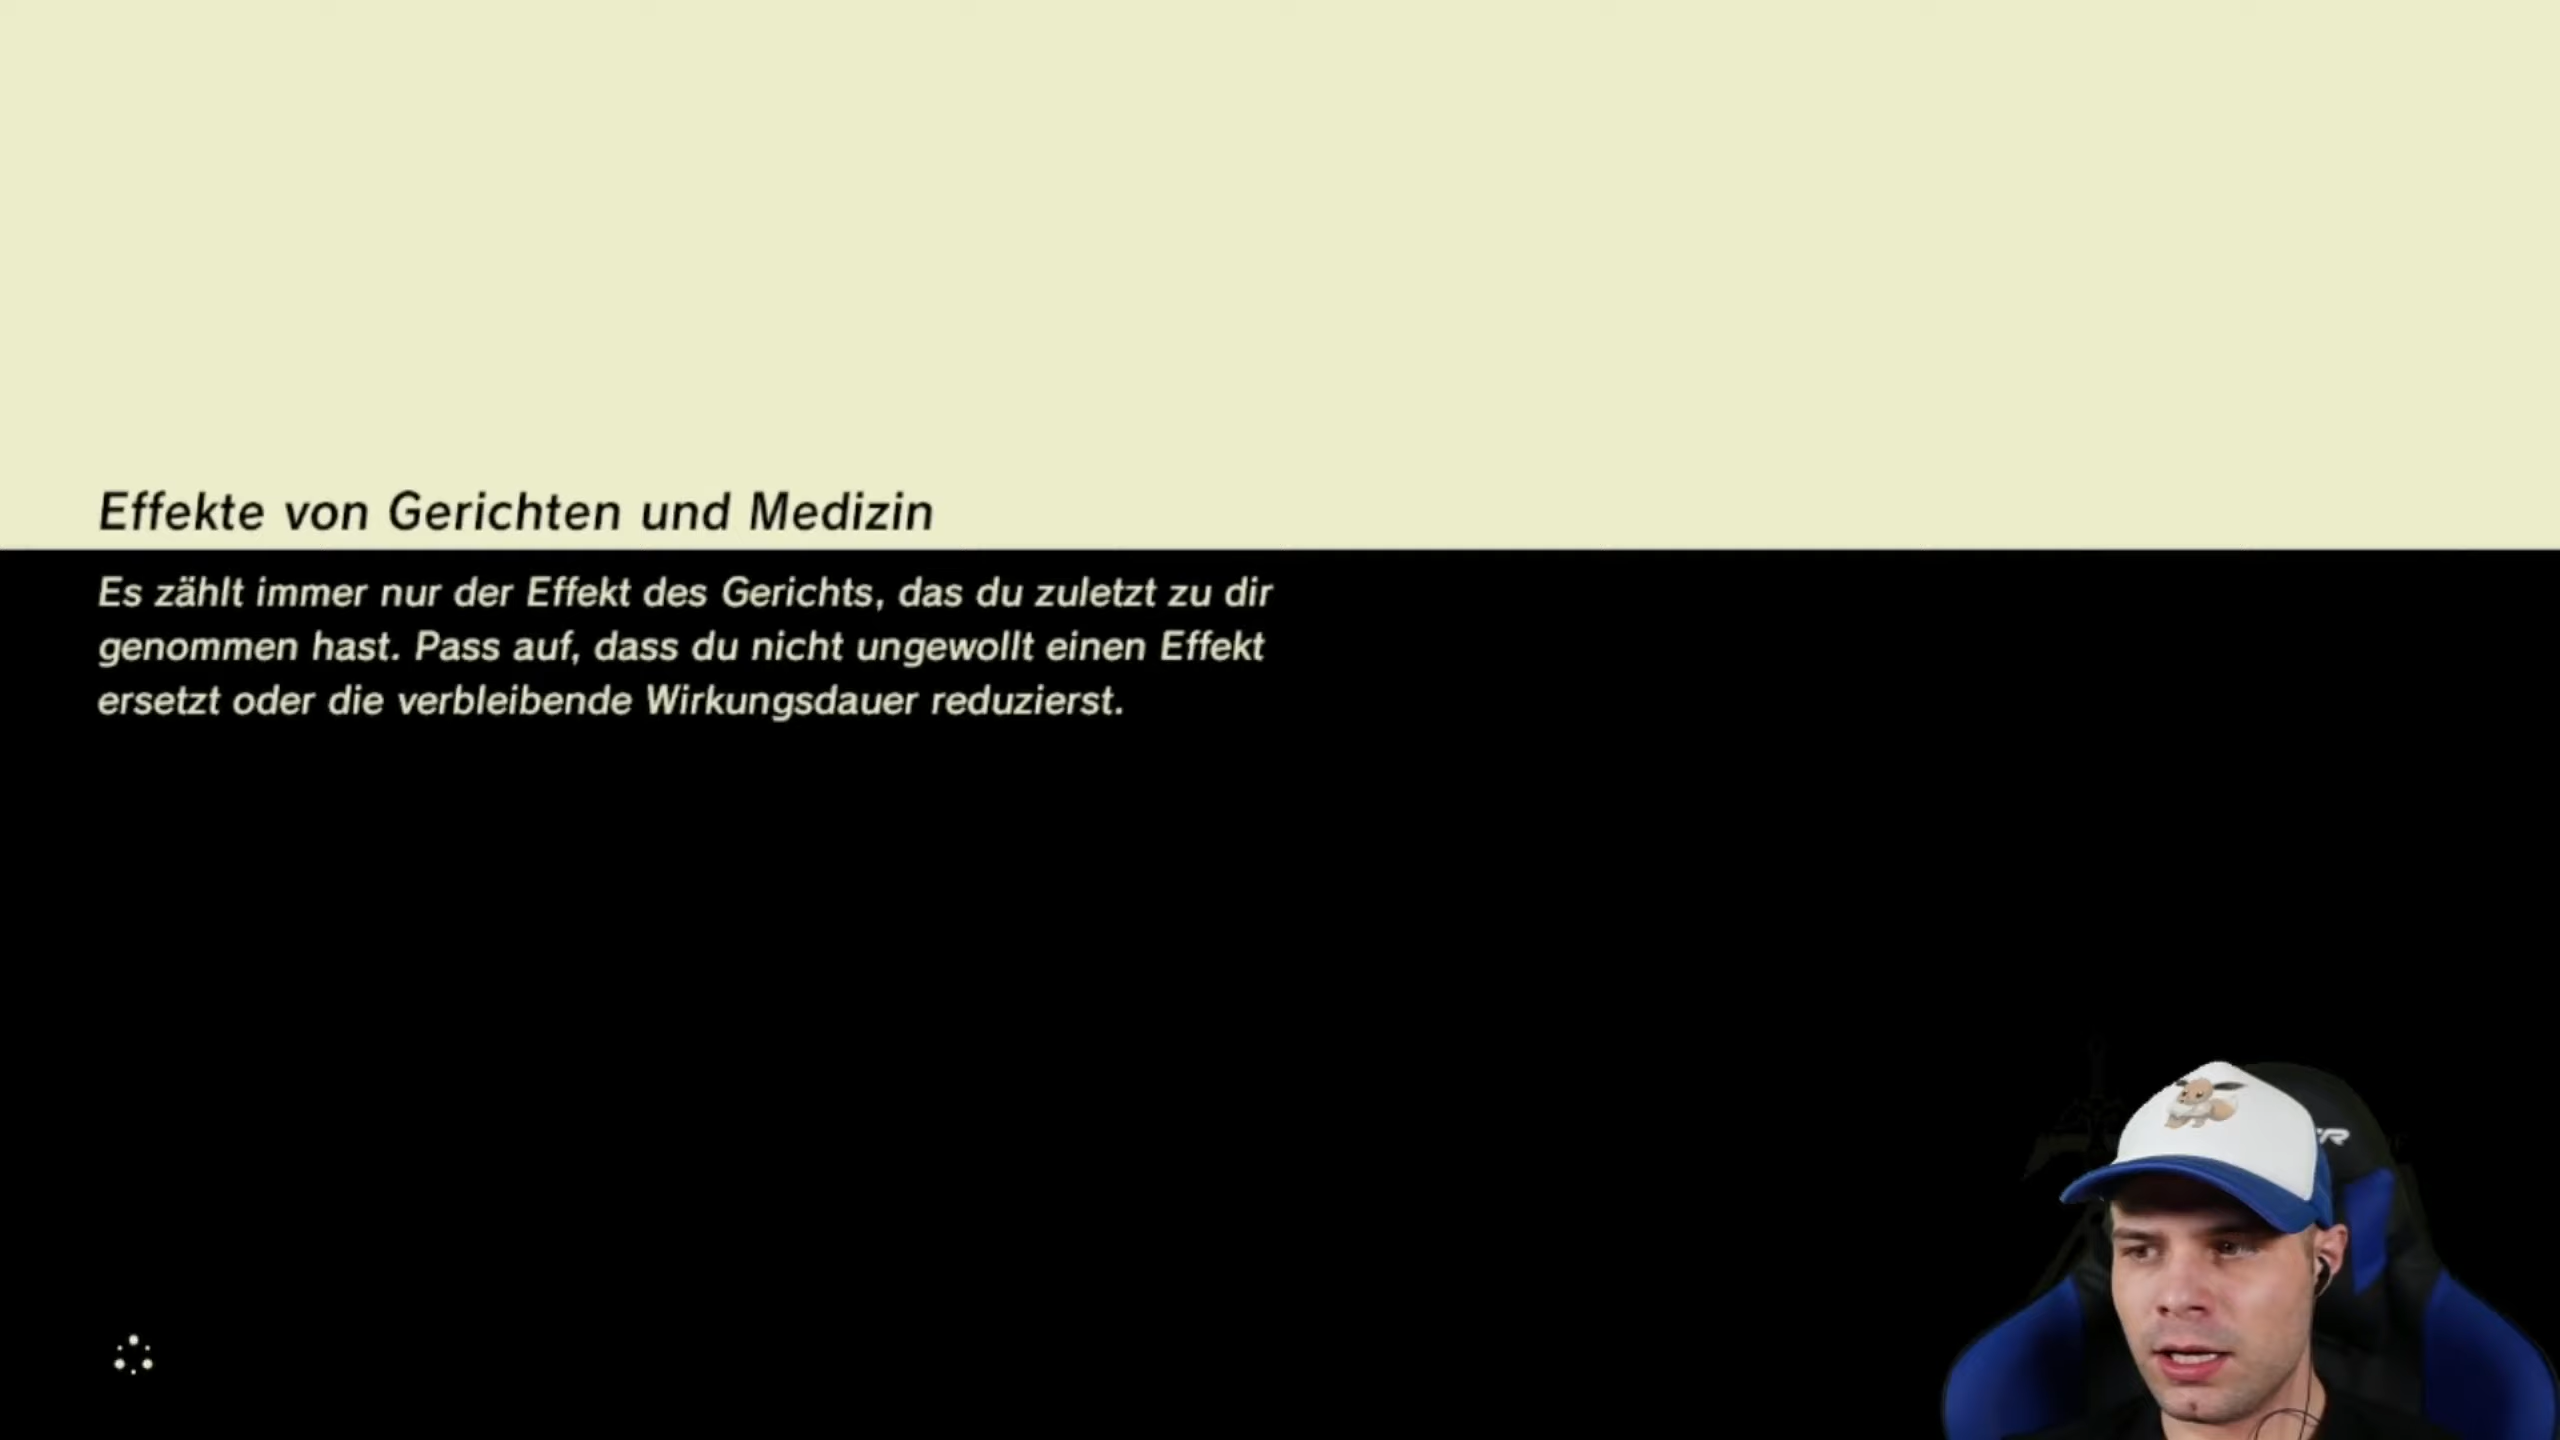 Effekte von Gerichten und Medizin
Es zählt immer nur der Effekt des Gerichts, das du zuletzt zu dir
genommen hast. Pass auf, dass du nicht ungewollt einen Effekt
ersetzt oder die verbleibende Wirkungsdauer reduzierst.